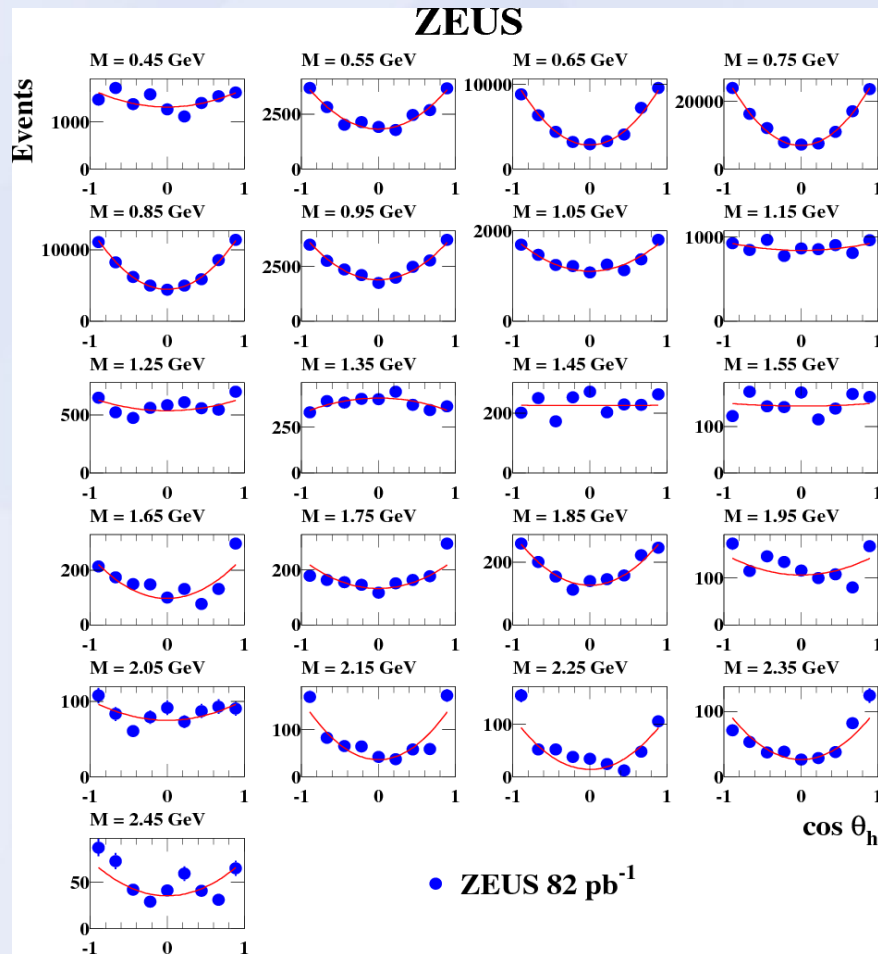 ZEUS
Events
M = 0.45 GeV
1000
0
-1 0 1
M = 0.55 GeV
2500
0
-1 0 1
M = 0.65 GeV
10000
0
-1 0 1
M = 0.75 GeV
20000
0
-1 0 1
M = 0.85 GeV
10000
0
-1 0 1
M = 0.95 GeV
2500
0
-1 0 1
M = 1.05 GeV
2000
0
-1 0 1
M = 1.15 GeV
1000
0
-1 0 1
M = 1.25 GeV
500
0
-1 0 1
M = 1.35 GeV
250
0
-1 0 1
M = 1.45 GeV
200
0
-1 0 1
M = 1.55 GeV
100
0
-1 0 1
M = 1.65 GeV
200
0
-1 0 1
M = 1.75 GeV
200
0
-1 0 1
M = 1.85 GeV
200
0
-1 0 1
M = 1.95 GeV
100
0
-1 0 1
M = 2.05 GeV
100
0
-1 0 1
M = 2.15 GeV
100
0
-1 0 1
M = 2.25 GeV
100
0
-1 0 1
M = 2.35 GeV
100
0
-1 0 1
cos θh
M = 2.45 GeV
50
0
-1 0 1
ZEUS 82 pb⁻¹